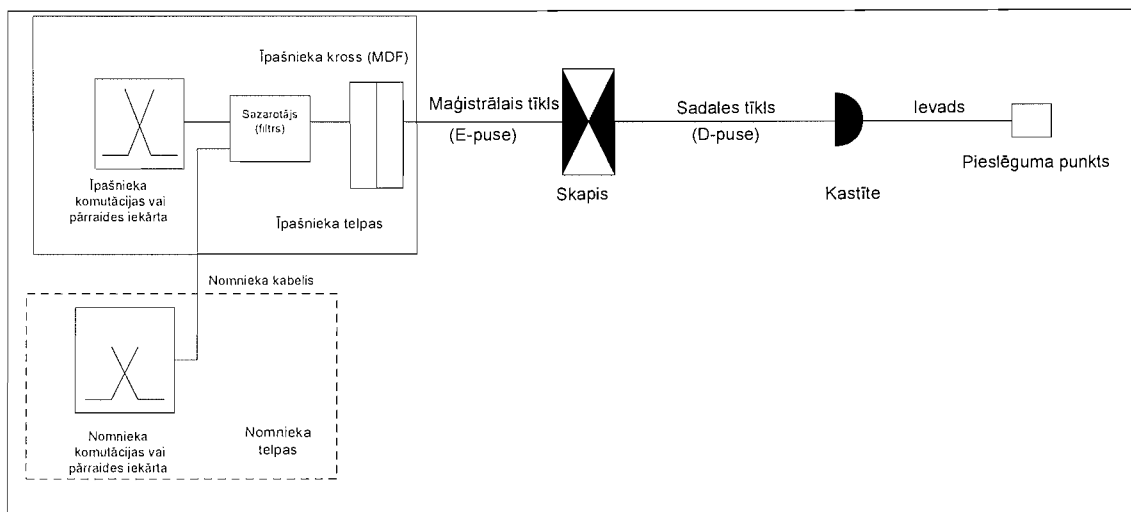 Īpašnieka kross (MDF)
Sazarotājs
(filtrs)
Īpašnieka
komutācijas vai
pārraides iekārta
Īpašnieka telpas
Maģistrālais tīkls
(E-puse)
Skapis
Sadales tīkls
(D-puse)
Kastīte
Ievads
Pieslēguma punkts
Nomnieka kabelis
Nomnieka
komutācijas vai
pārraides iekārta
Nomnieka
telpas